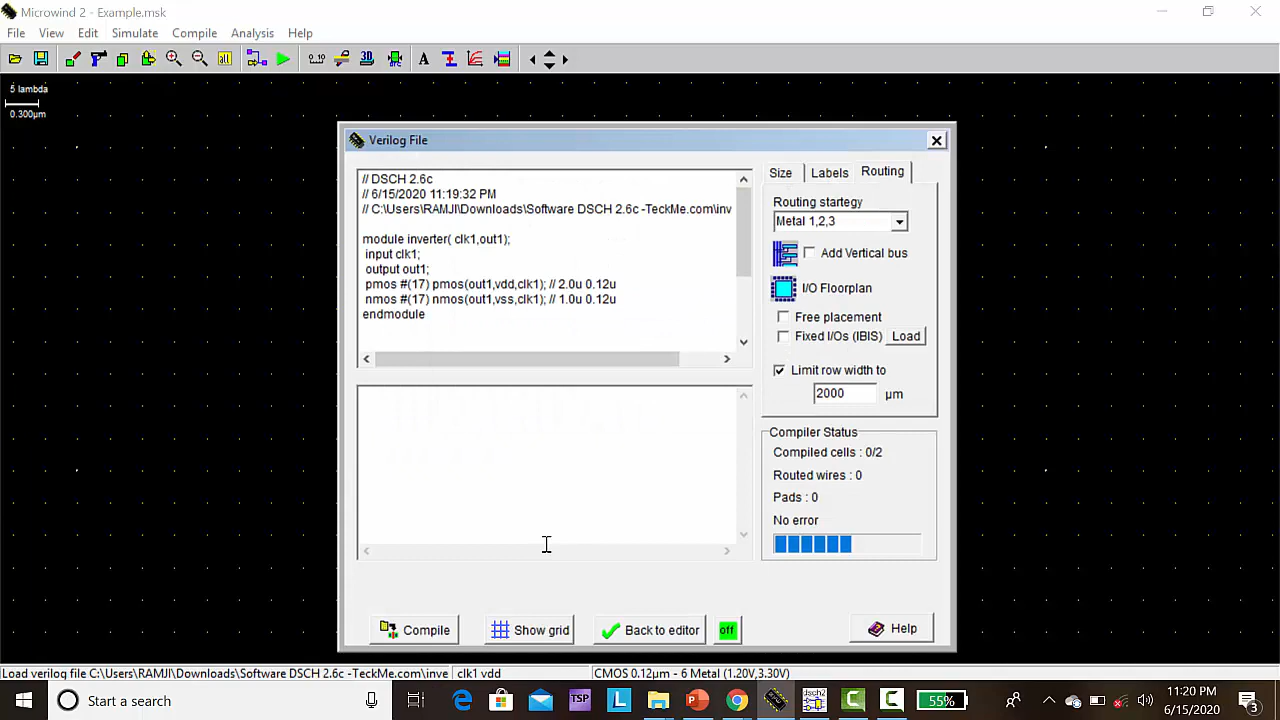 Microwind 2 - Example.msk
File View Edit Simulate Compile Analysis Help
5 lambda
0.300µm
Verilog File
// DSCH 2.6c
// 6/15/2020 11:19:32 PM
// C:\Users\RAMJI\Downloads\Software DSCH 2.6c -TeckMe.com\inv
module inverter( clk1,out1);
input clk1;
output out1;
pmos #(17) pmos(out1,vdd,clk1); // 2.0u 0.12u
nmos #(17) nmos(out1,vss,clk1); // 1.0u 0.12u
endmodule
Size Labels Routing
Routing startegy
Metal 1,2,3
Add Vertical bus
I/O Floorplan
Free placement
Fixed I/Os (IBIS) Load
Limit row width to
2000 µm
Compiler Status
Compiled cells : 0/2
Routed wires : 0
Pads : 0
No error
Compile Show grid Back to editor off Help
Load verilog file C:\Users\RAMJI\Downloads\Software DSCH 2.6c -TeckMe.com\inve clk1 vdd CMOS 0.12µm - 6 Metal (1.20V,3.30V)
Start a search
TSP
L
dsch2
55%
11:20 PM
6/15/2020
3